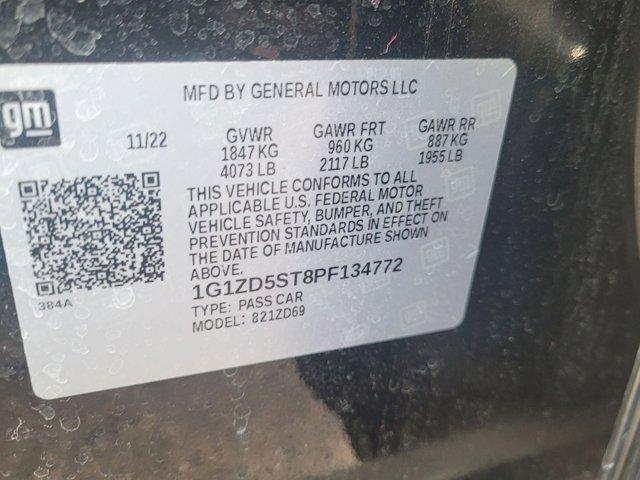 gm
MFD BY GENERAL MOTORS LLC
11/22 GVWR GAWR FRT GAWR RR
1847 KG 960 KG 887 KG
4073 LB 2117 LB 1955 LB
THIS VEHICLE CONFORMS TO ALL
APPLICABLE U.S. FEDERAL MOTOR
VEHICLE SAFETY, BUMPER, AND THEFT
PREVENTION STANDARDS IN EFFECT ON
THE DATE OF MANUFACTURE SHOWN
ABOVE.
1G1ZD5ST8PF134772
384A
TYPE: PASS CAR
MODEL: 821ZD69